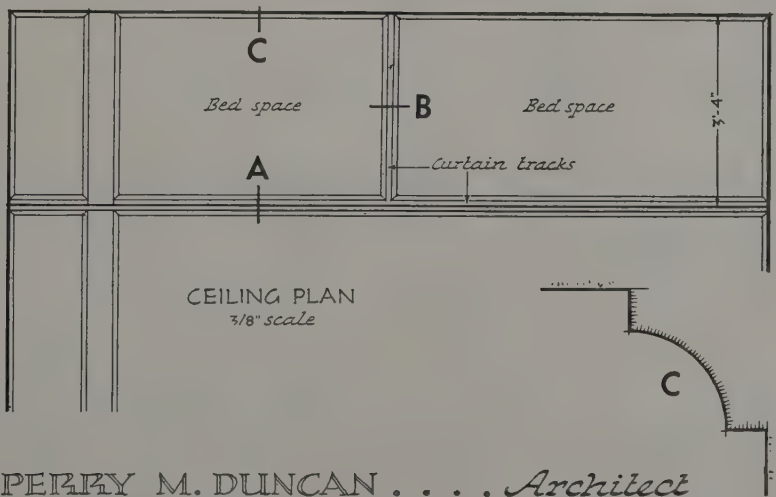 C
Bed space
B
Bed space
3'-4"
A
Curtain tracks
CEILING PLAN
3/8" scale
C
PERRY M. DUNCAN . . . . Architect